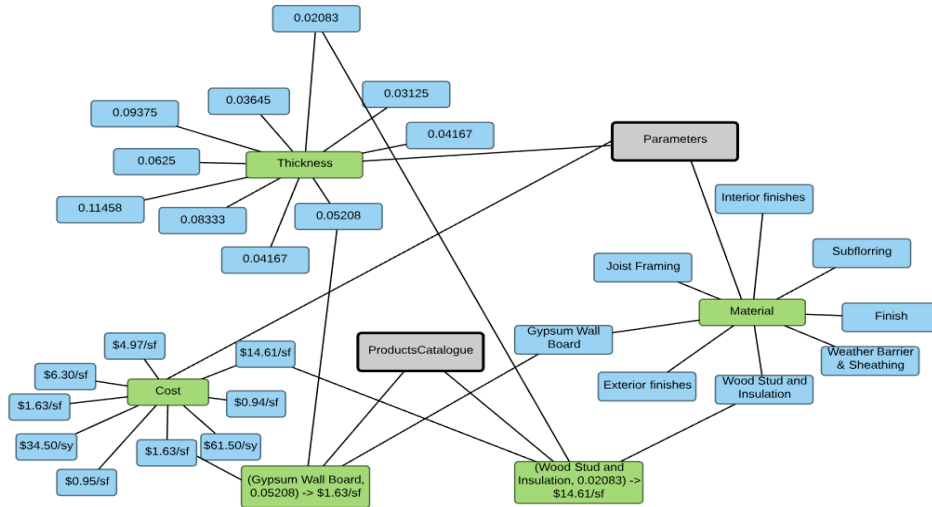 0.02083
0.03645
0.03125
0.09375
0.04167
Parameters
0.0625
Thickness
Interior finishes
0.11458
0.08333
0.05208
Subflorring
0.04167
Joist Framing
Material
Finish
$4.97/sf
$14.61/sf
ProductsCatalogue
Gypsum Wall
Board
Weather Barrier
& Sheathing
$6.30/sf
Cost
Exterior finishes
Wood Stud and
Insulation
$1.63/sf
$0.94/sf
$34.50/sy
$1.63/sf
$61.50/sy
$0.95/sf
(Gypsum Wall Board,
0.05208) -> $1.63/sf
(Wood Stud and
Insulation, 0.02083) ->
$14.61/sf